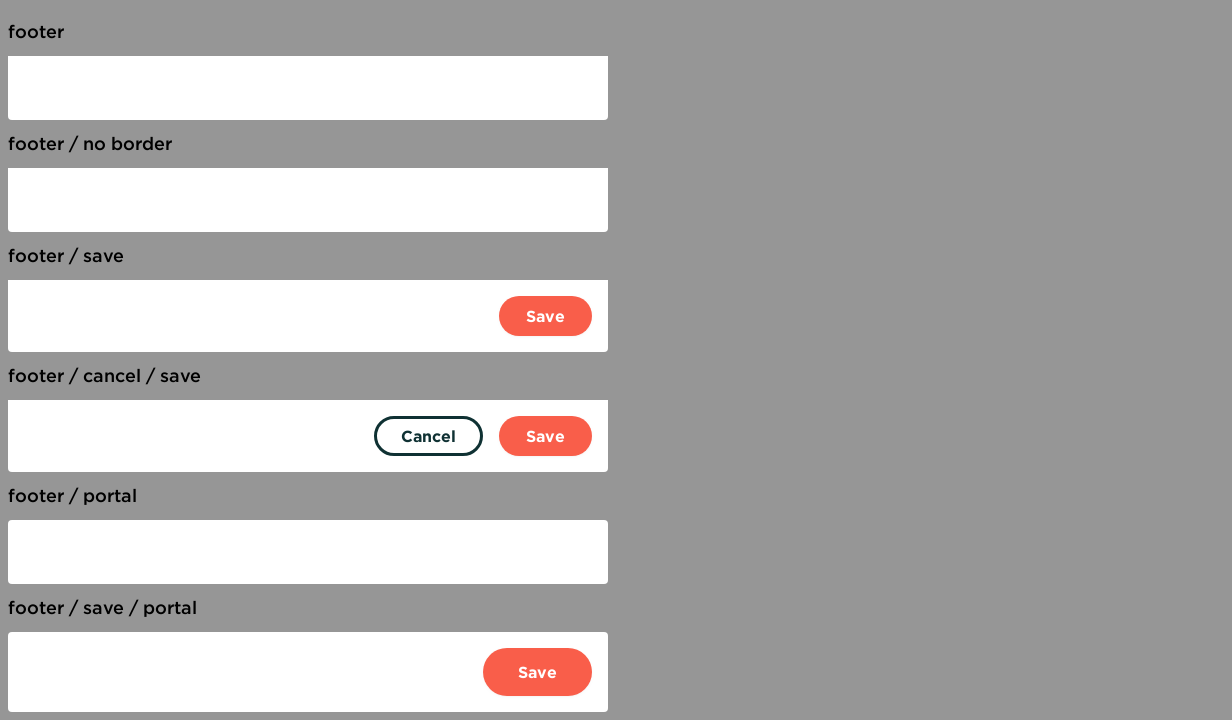 footer
footer / no border
footer / save
Save
footer / cancel / save
Cancel Save
footer / portal
footer / save / portal
Save